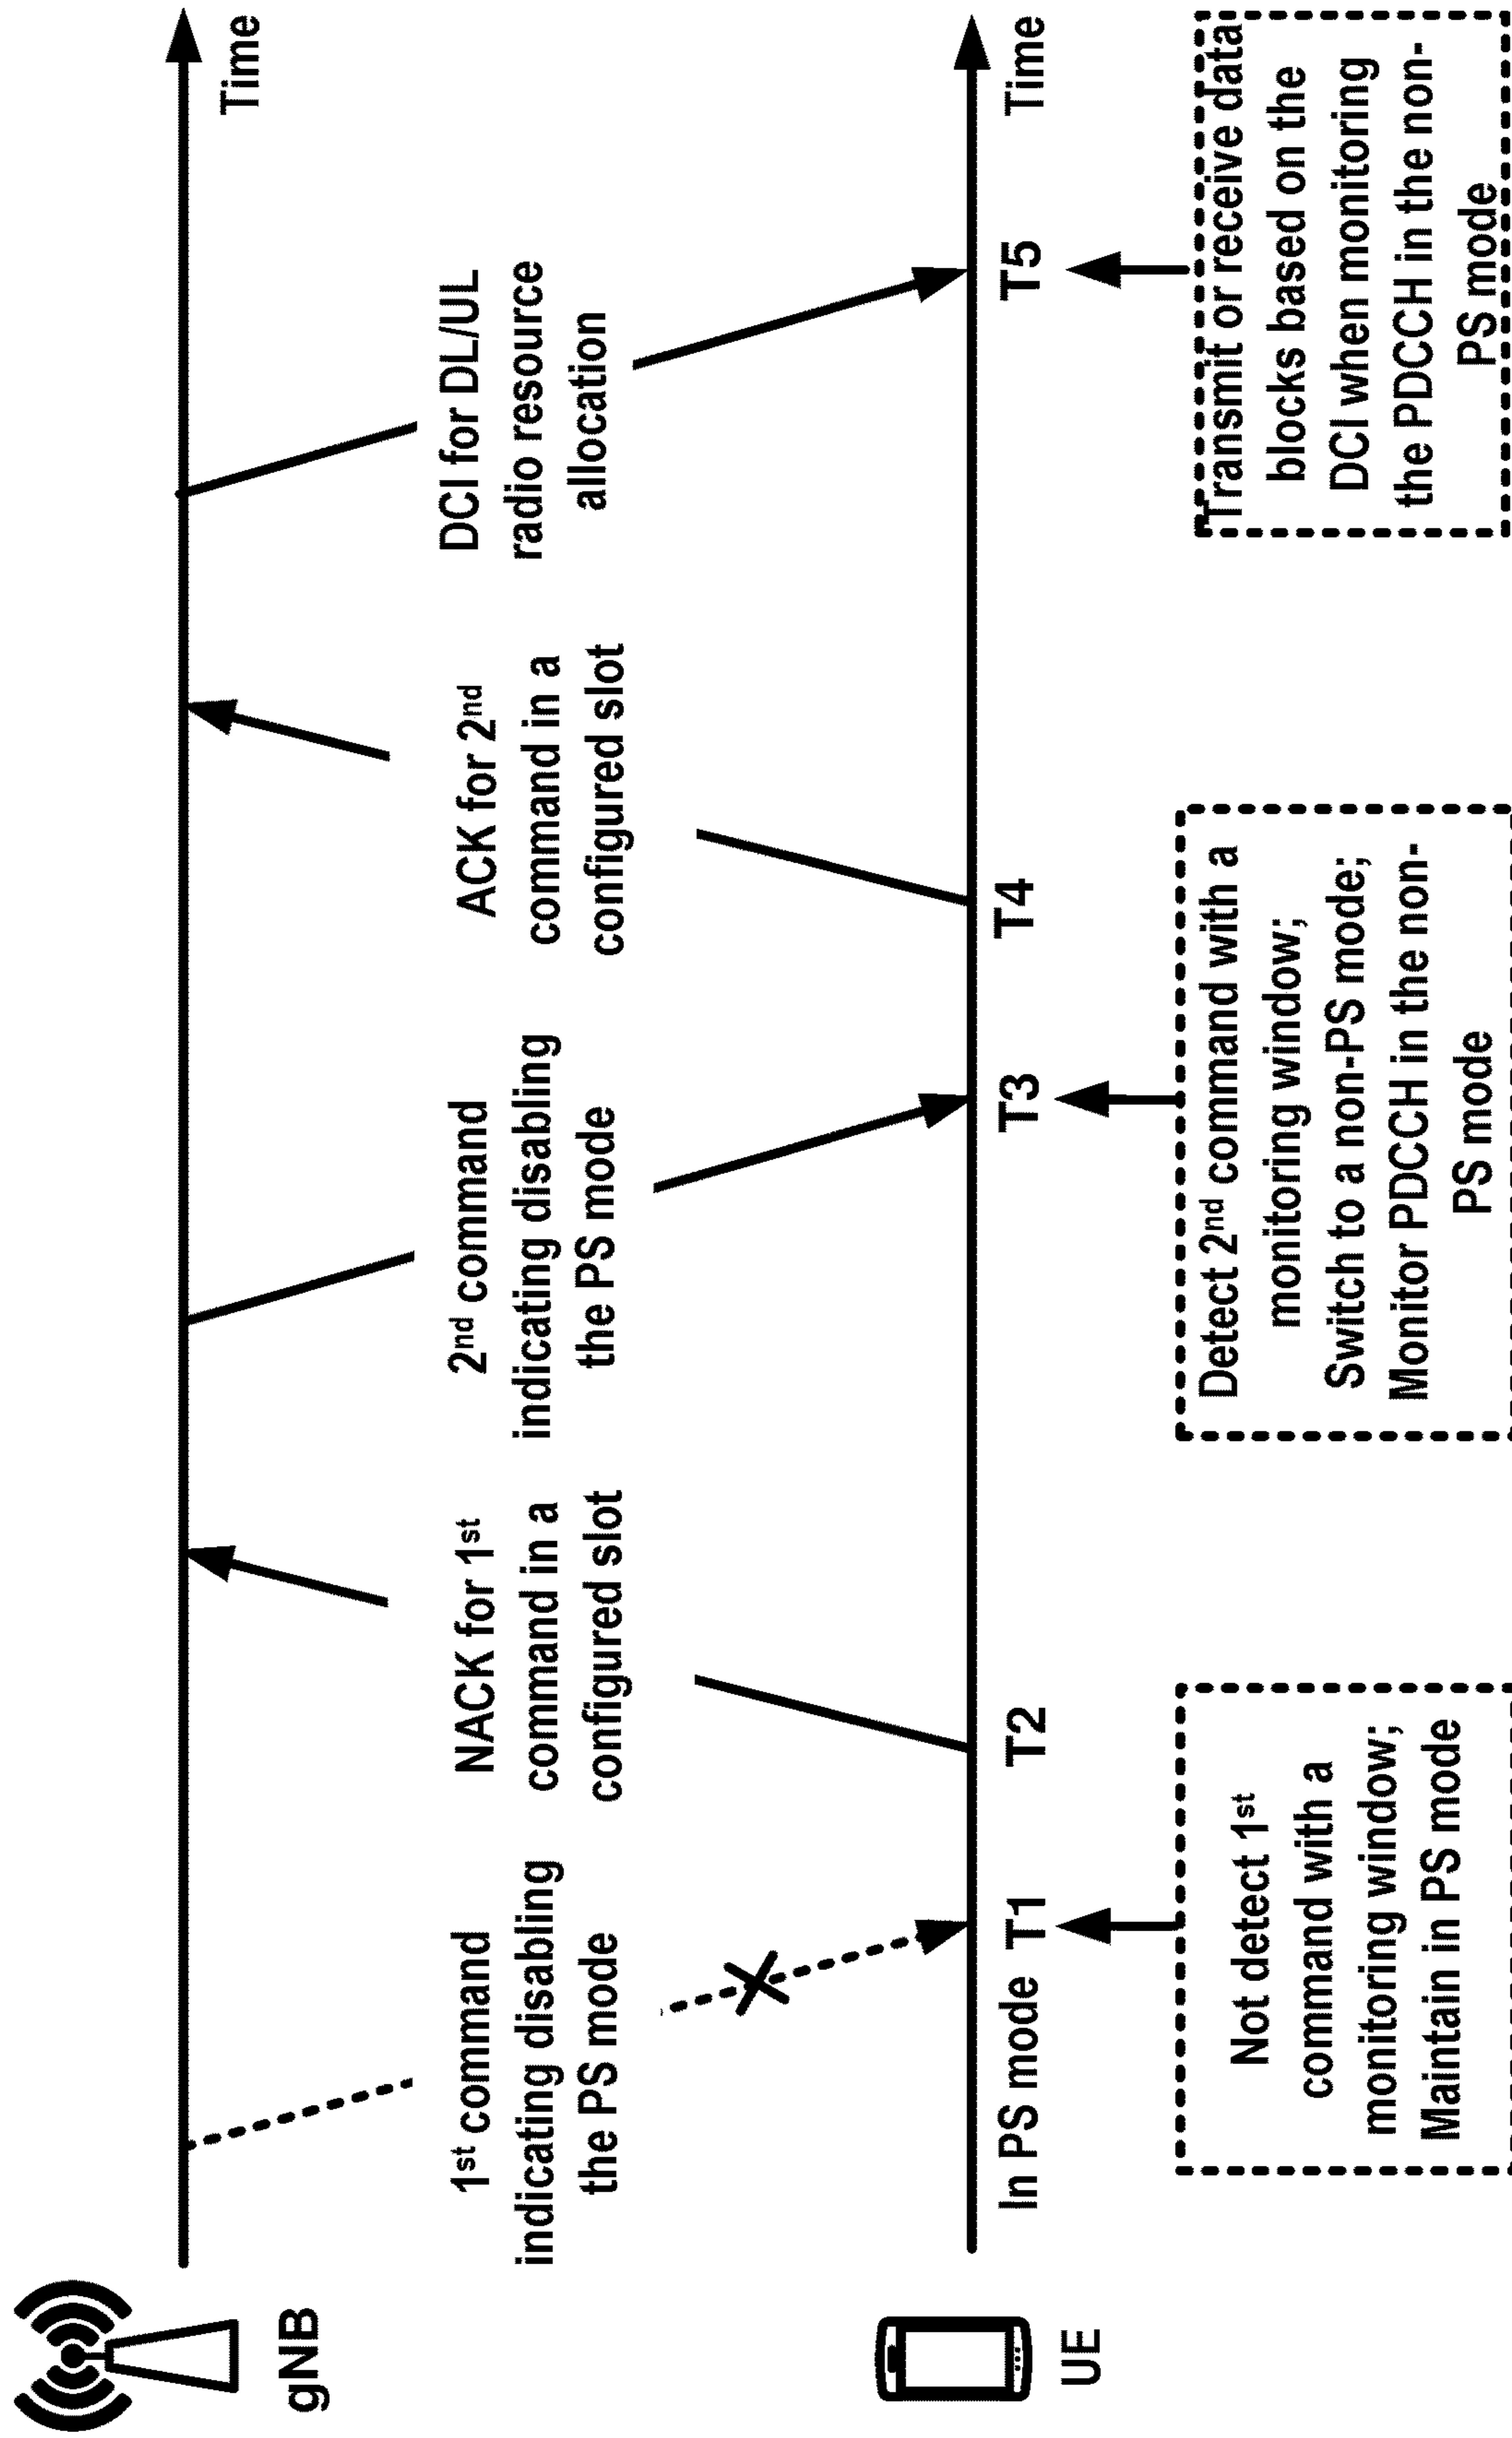 gNB
Time
1st command
indicating disabling
the PS mode
NACK for 1st
command in a
configured slot
2nd command
indicating disabling
the PS mode
ACK for 2nd
command in a
configured slot
DCI for DL/UL
radio resource
allocation
UE
In PS mode
T1
T2
T3
T4
T5
Time
Not detect 1st
command with a
monitoring window;
Maintain in PS mode
Detect 2nd command with a
monitoring window;
Switch to a non-PS mode;
Monitor PDCCH in the non-
PS mode
Transmit or receive data
blocks based on the
DCI when monitoring
the PDCCH in the non-
PS mode